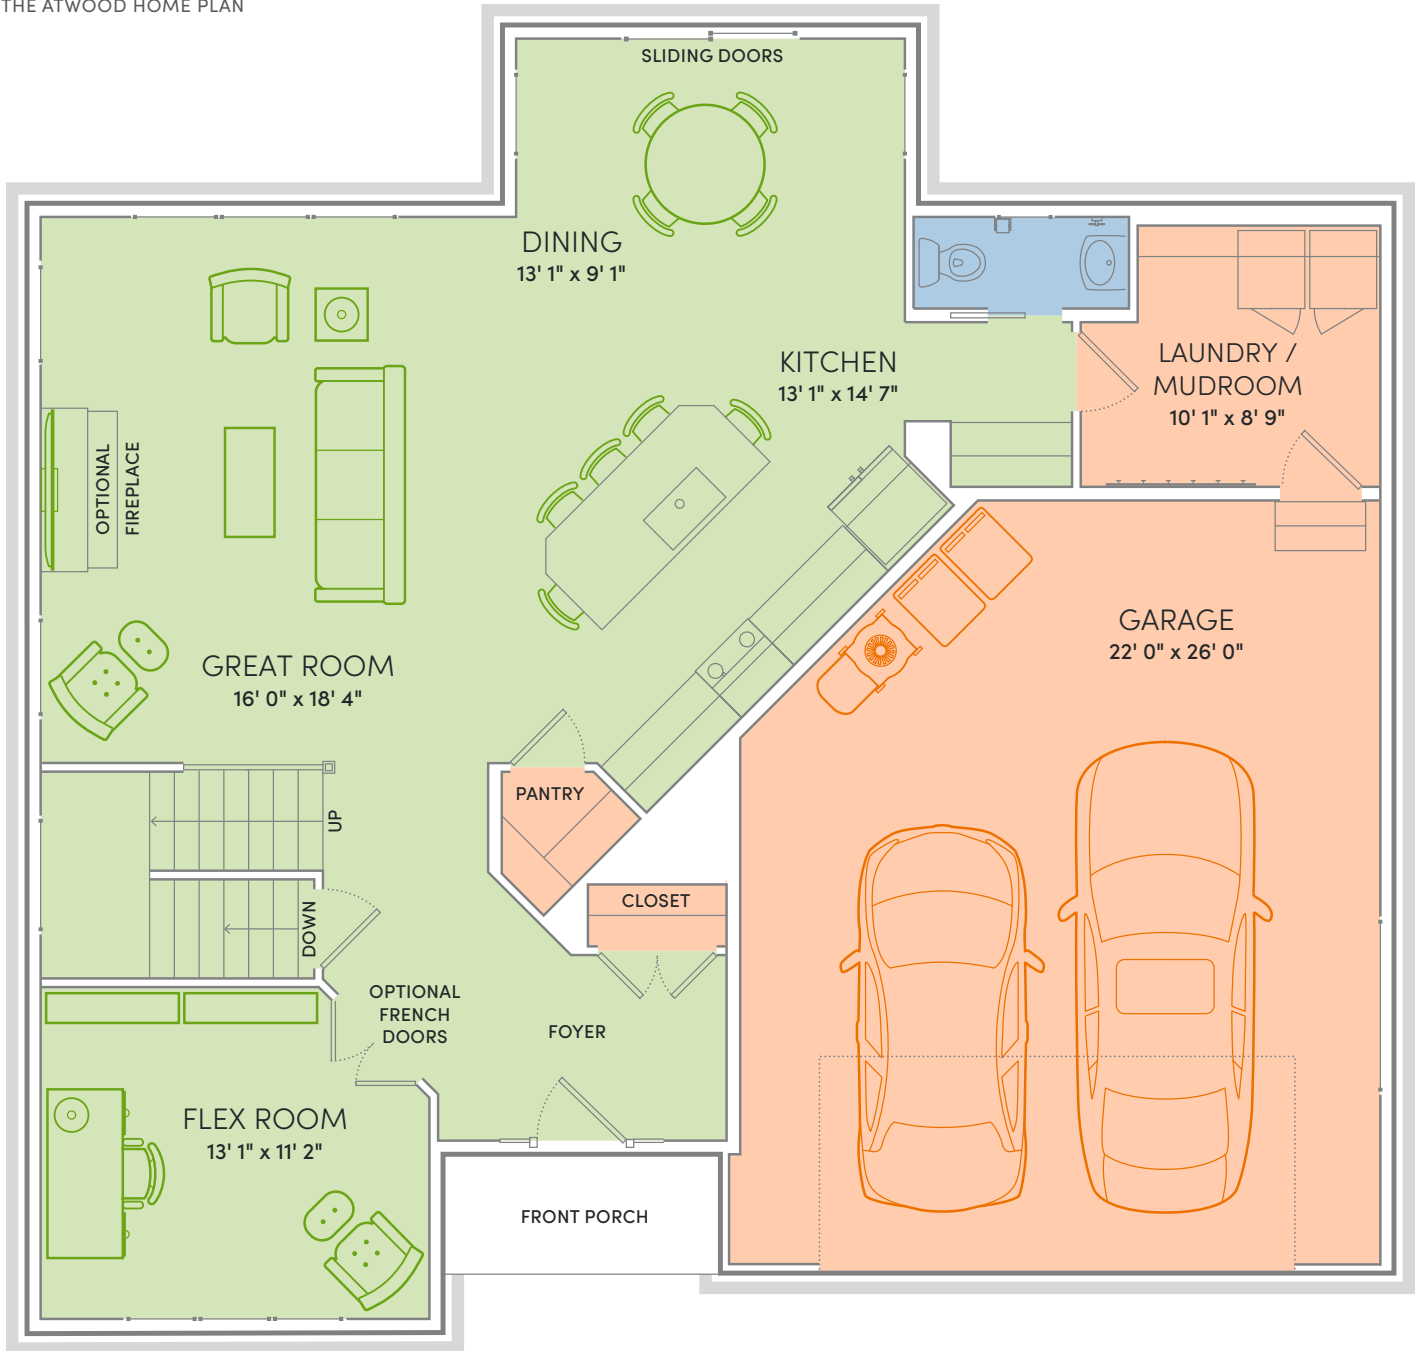 THE ATWOOD HOME PLAN
SLIDING DOORS
DINING
13' 1" x 9' 1"
KITCHEN
13' 1" x 14' 7"
LAUNDRY /
MUDROOM
10' 1" x 8' 9"
OPTIONAL
FIREPLACE
GREAT ROOM
16' 0" x 18' 4"
GARAGE
22' 0" x 26' 0"
UP
PANTRY
DOWN
CLOSET
OPTIONAL
FRENCH
DOORS
FOYER
FLEX ROOM
13' 1" x 11' 2"
FRONT PORCH